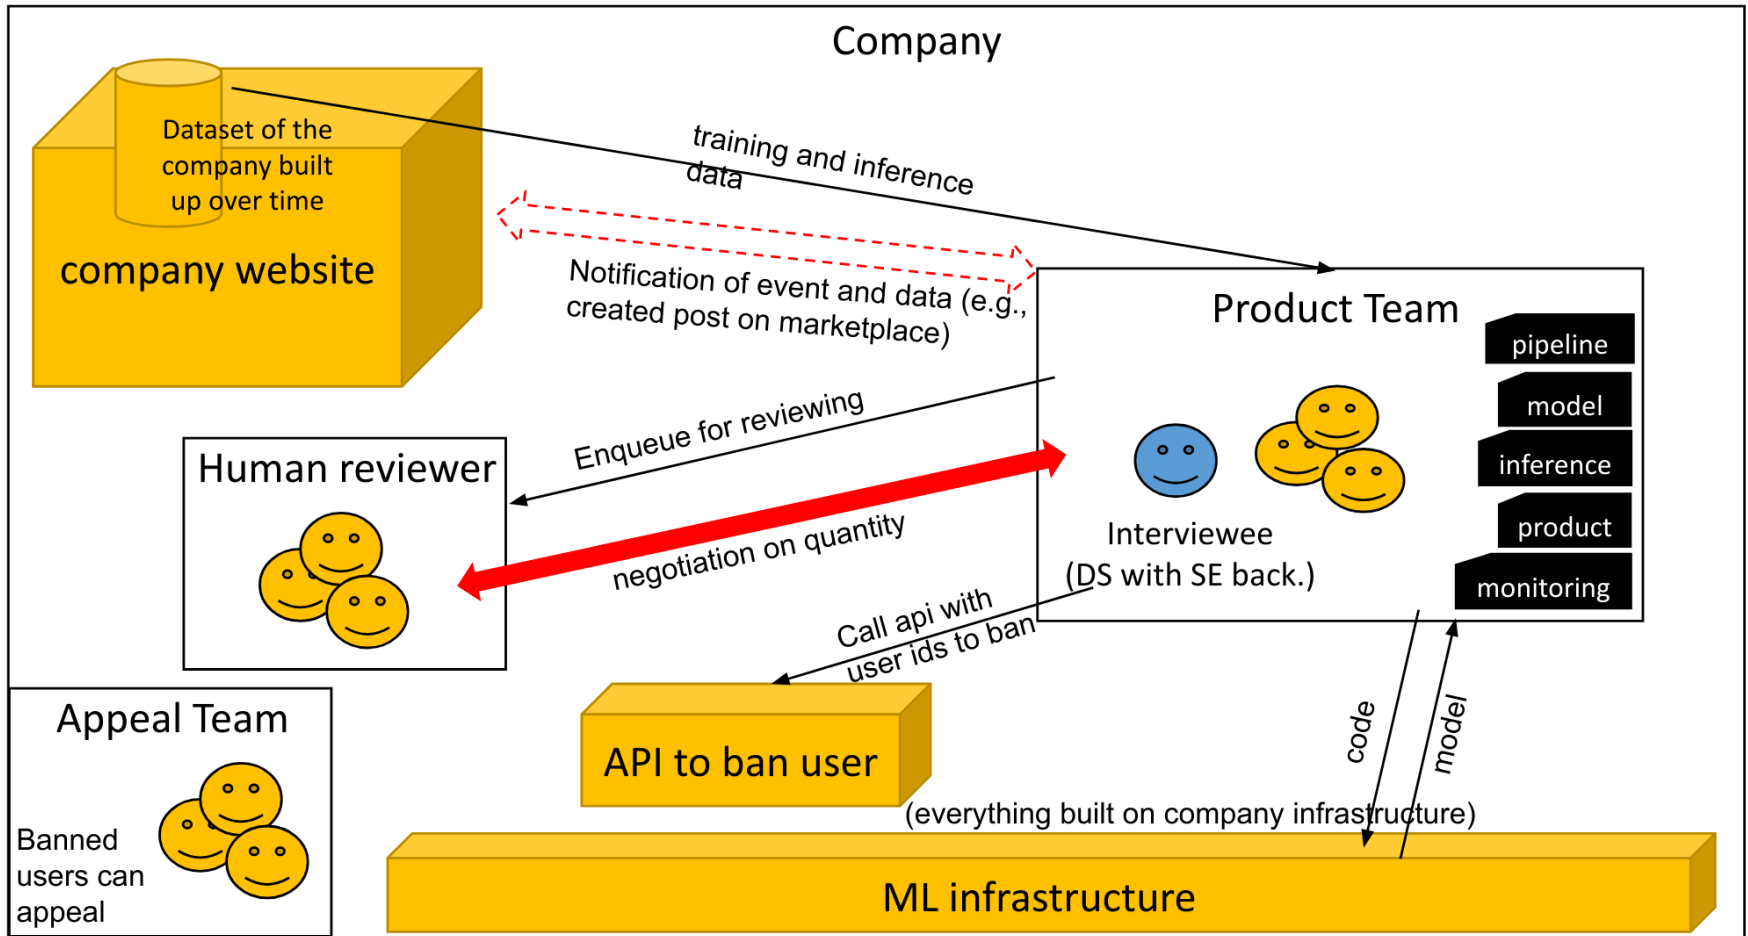 Company
Dataset of the
company built
up over time
company website
training and inference
data
Notification of event and data (e.g.,
created post on marketplace)
Product Team
pipeline
model
inference
product
monitoring
Interviewee
(DS with SE back.)
Enqueue for reviewing
Human reviewer
negotiation on quantity
Call api with
user ids to ban
API to ban user
code
model
Appeal Team
Banned
users can
appeal
(everything built on company infrastructure)
ML infrastructure